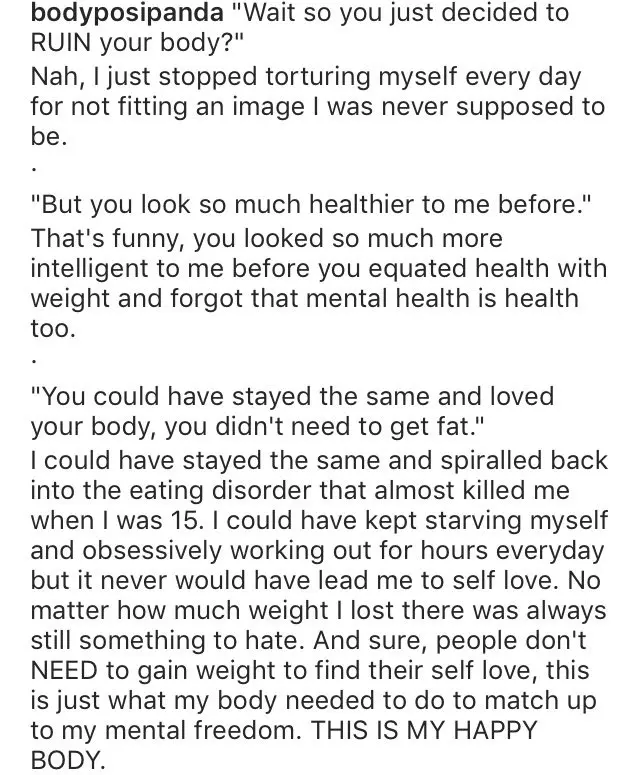 bodyposipanda "Wait so you just decided to
RUIN your body?"
Nah, I just stopped torturing myself every day
for not fitting an image I was never supposed to
be.
.
"But you look so much healthier to me before."
That's funny, you looked so much more
intelligent to me before you equated health with
weight and forgot that mental health is health
too.
.
"You could have stayed the same and loved
your body, you didn't need to get fat."
I could have stayed the same and spiralled back
into the eating disorder that almost killed me
when I was 15. I could have kept starving myself
and obsessively working out for hours everyday
but it never would have lead me to self love. No
matter how much weight I lost there was always
still something to hate. And sure, people don't
NEED to gain weight to find their self love, this
is just what my body needed to do to match up
to my mental freedom. THIS IS MY HAPPY
BODY.